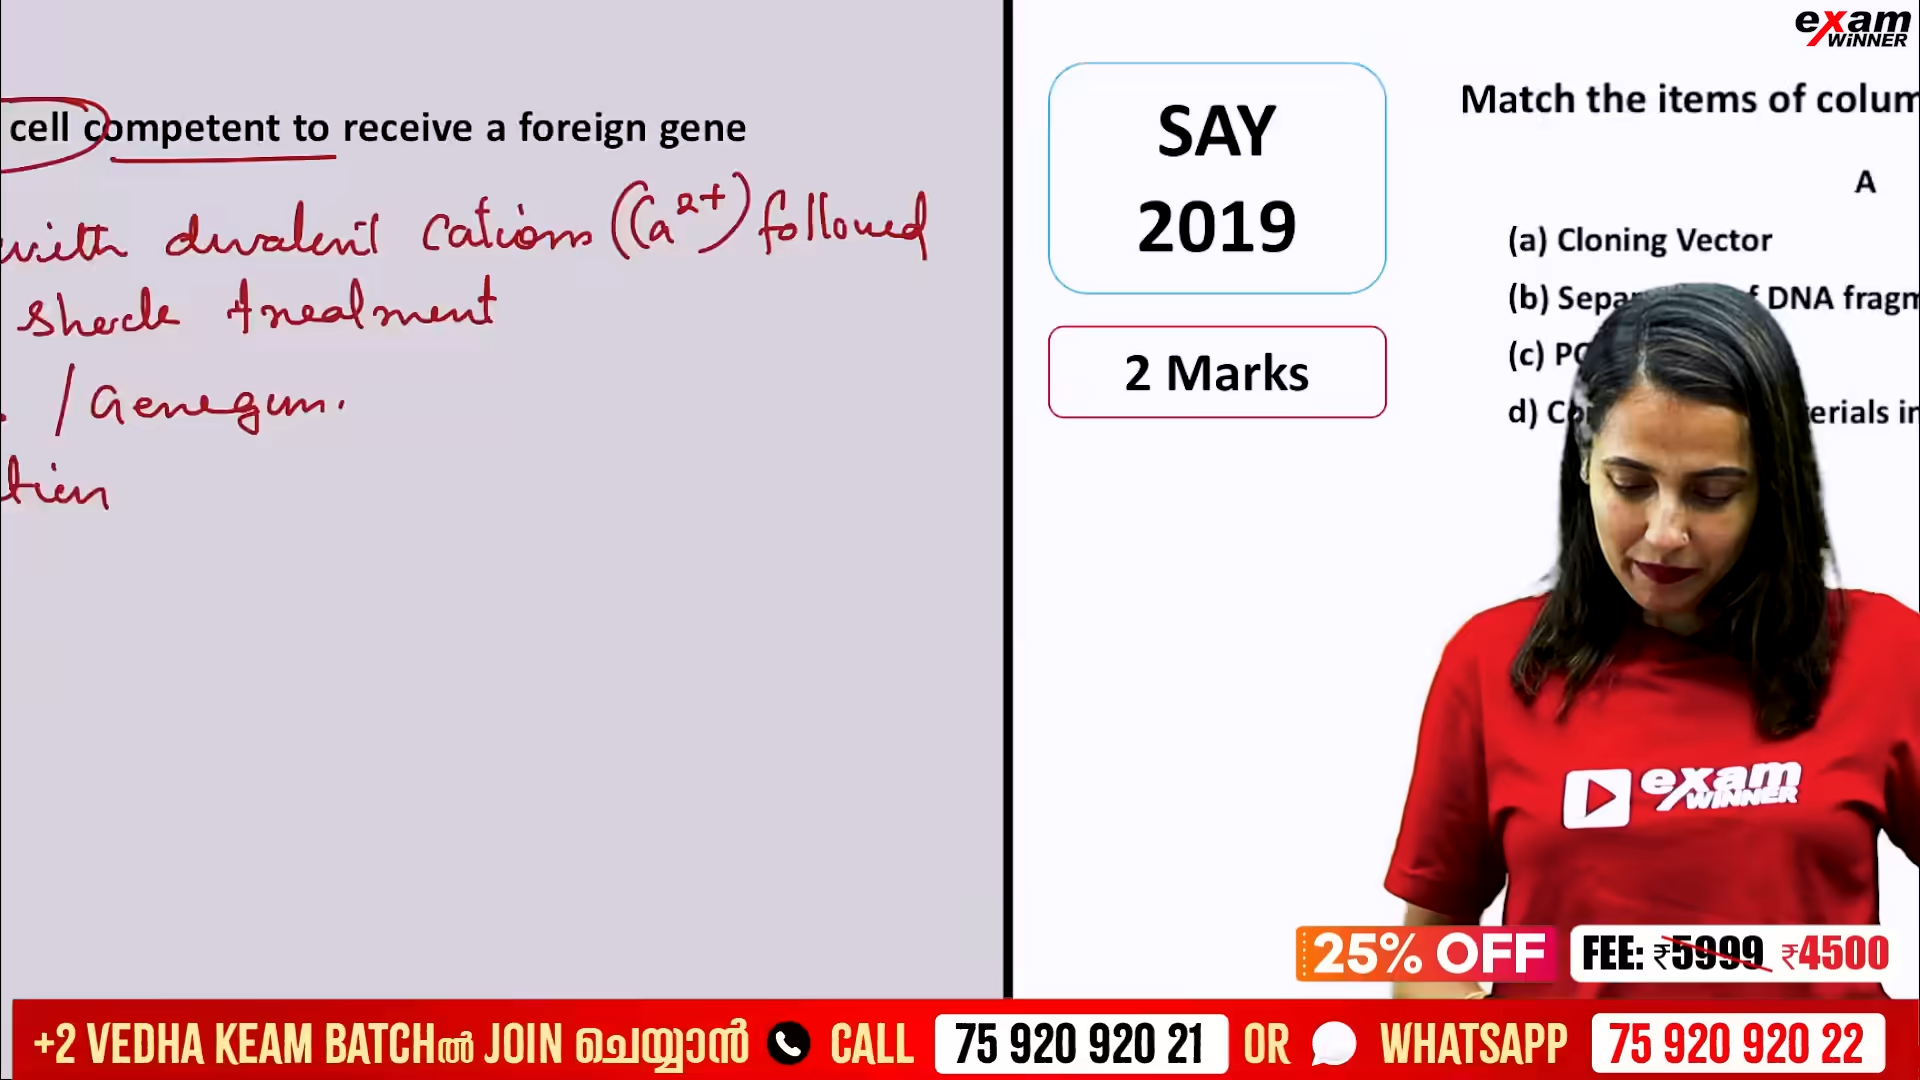 exam
WiNNER
cell competent to receive a foreign gene
with divalent cations (Ca2+) followed
shock treatment
/ Genegun.
tion
SAY
2019
2 Marks
Match the items of colum
A
(a) Cloning Vector
(b) Sepa f DNA fragm
(c) PC
d) Co erials in
exam
WINNER
25% OFF
FEE: ₹5999 ₹4500
+2 VEDHA KEAM BATCHൽ JOIN ചെയ്യാൻ CALL 75 920 920 21 OR WHATSAPP 75 920 920 22